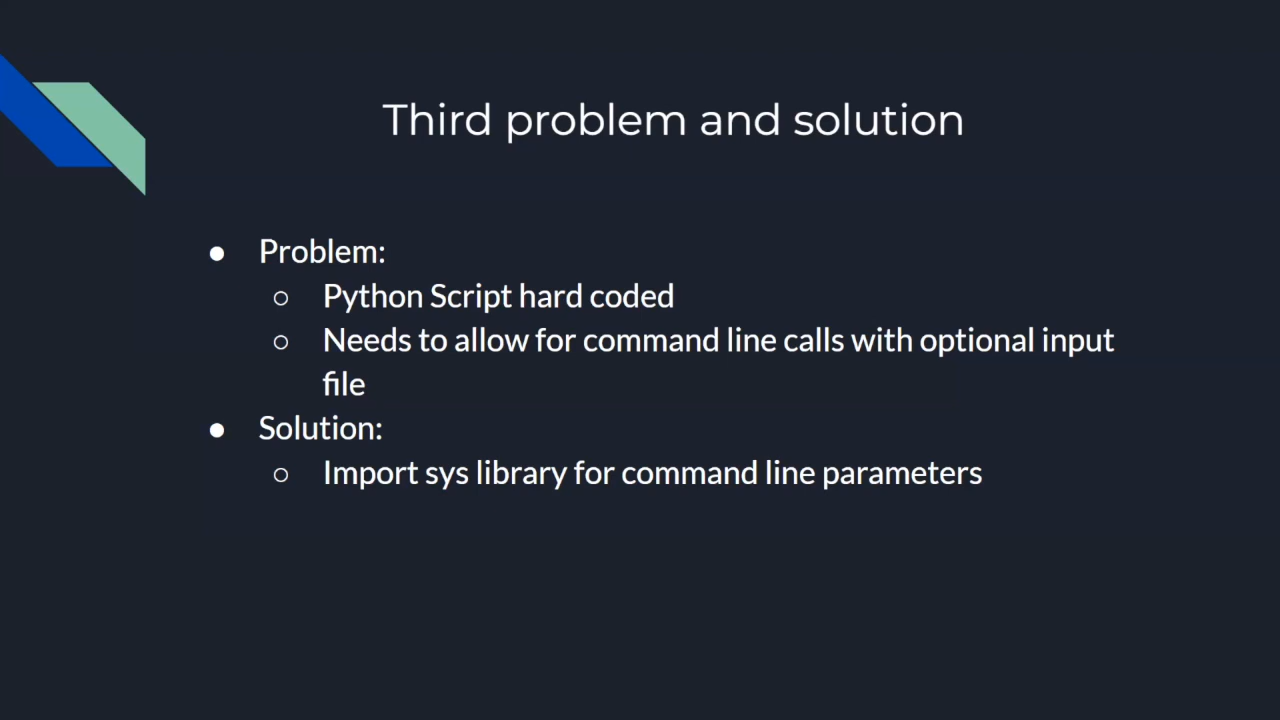 Third problem and solution
● Problem:
○ Python Script hard coded
○ Needs to allow for command line calls with optional input
file
● Solution:
○ Import sys library for command line parameters